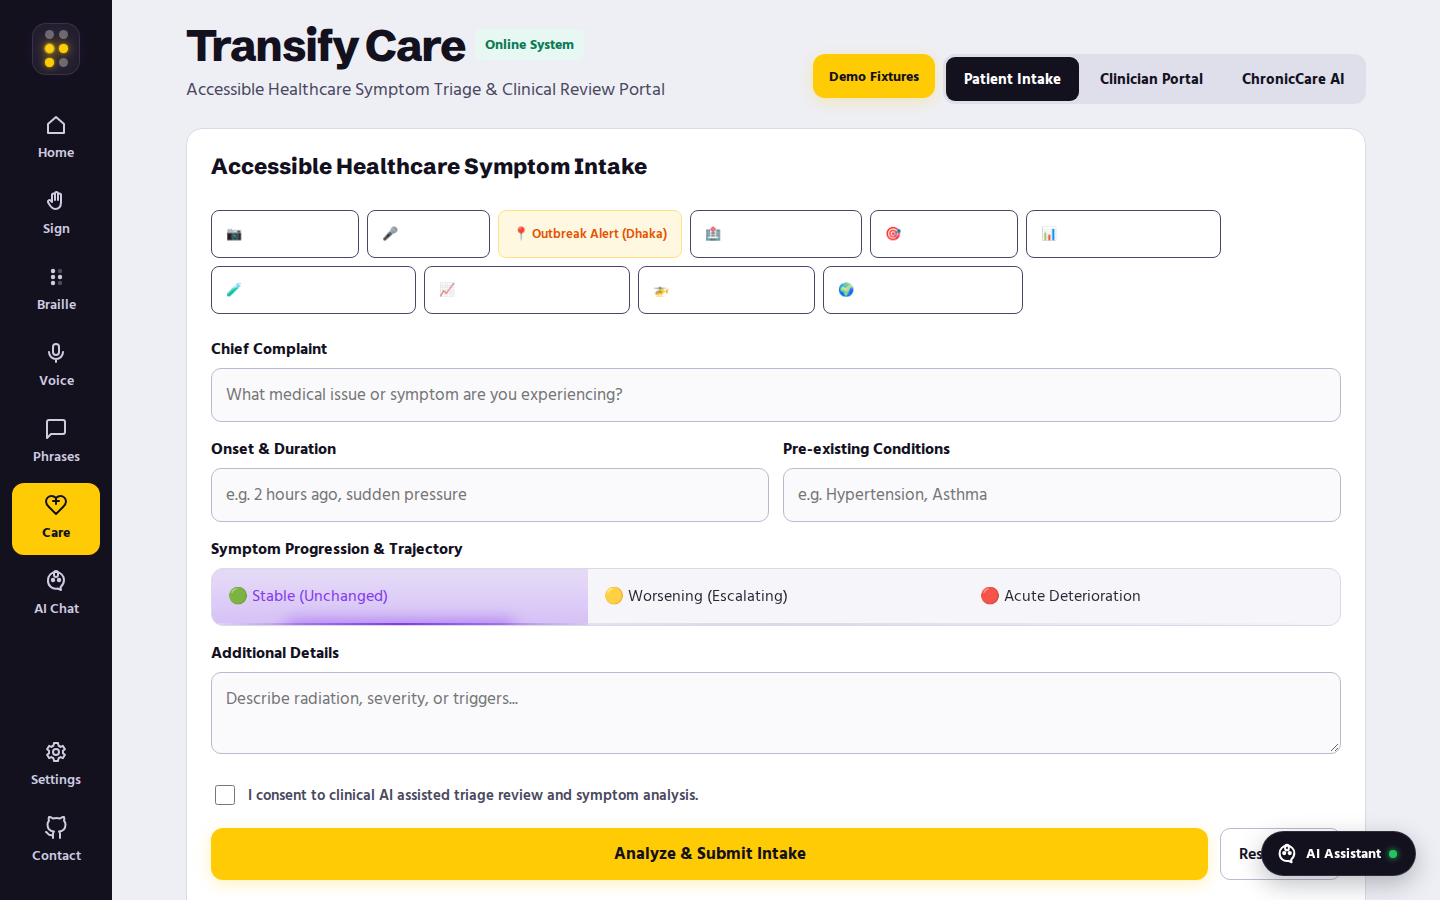 Home
Sign
Braille
Voice
Phrases
Care
AI Chat
Settings
Contact
Transify Care
Online System
Accessible Healthcare Symptom Triage & Clinical Review Portal
Demo Fixtures
Patient Intake
Clinician Portal
ChronicCare AI
Accessible Healthcare Symptom Intake
Outbreak Alert (Dhaka)
Chief Complaint
What medical issue or symptom are you experiencing?
Onset & Duration
Pre-existing Conditions
e.g. 2 hours ago, sudden pressure
e.g. Hypertension, Asthma
Symptom Progression & Trajectory
Stable (Unchanged)
Worsening (Escalating)
Acute Deterioration
Additional Details
Describe radiation, severity, or triggers...
I consent to clinical AI assisted triage review and symptom analysis.
Analyze & Submit Intake
AI Assistant